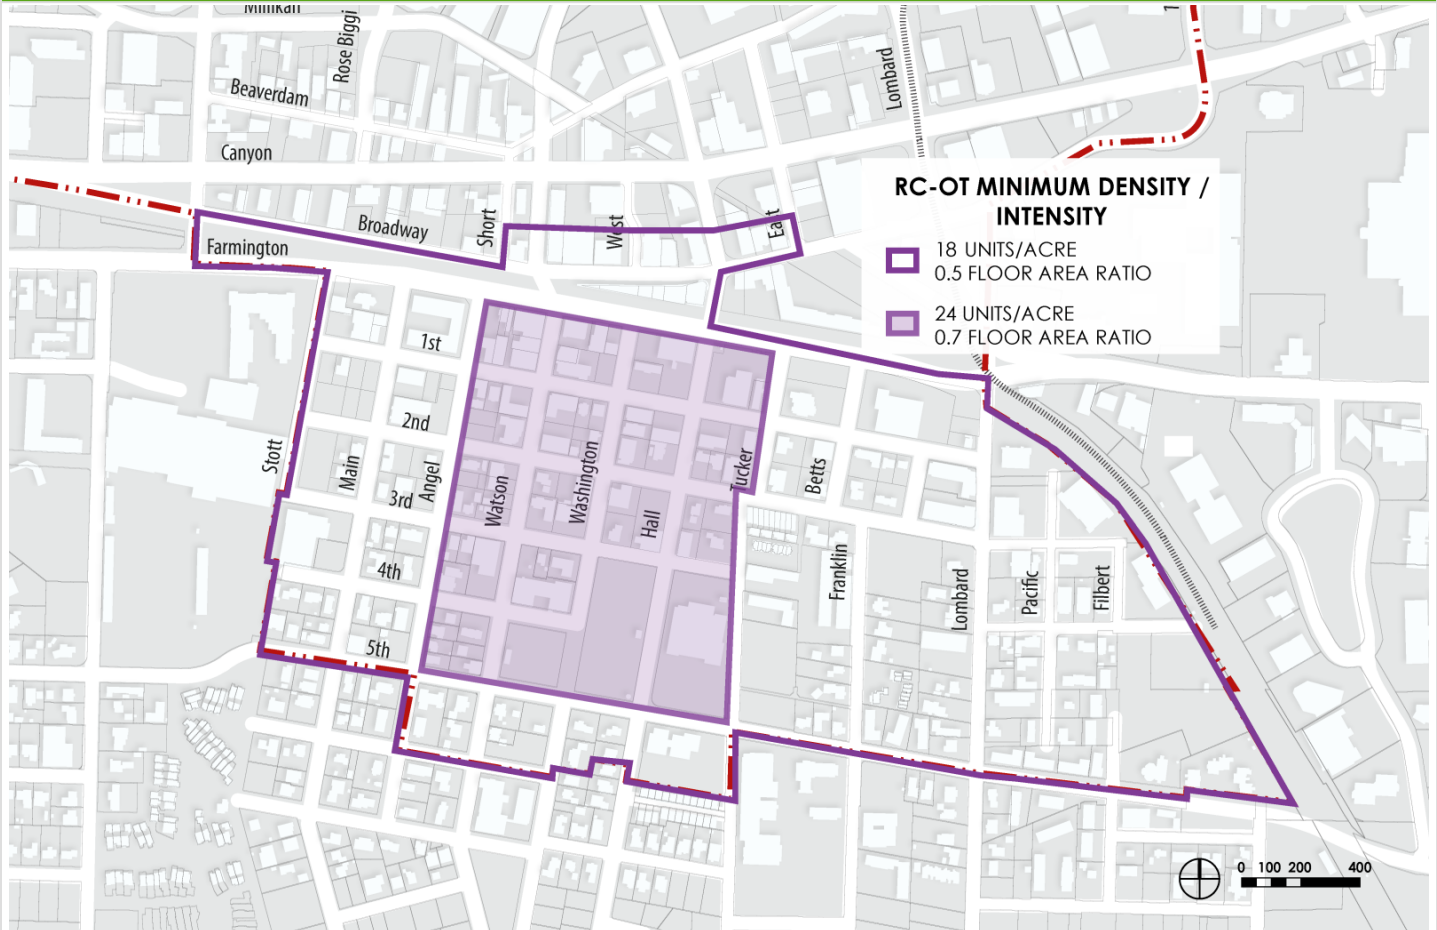 Millikan
Rose Biggi
Beaverdam
Lombard
Canyon
RC-OT MINIMUM DENSITY /
INTENSITY
18 UNITS/ACRE
0.5 FLOOR AREA RATIO
24 UNITS/ACRE
0.7 FLOOR AREA RATIO
Broadway
Short
West
East
Farmington
1st
2nd
Stott
Main
3rd
Angel
Watson
Washington
Hall
Tucker
Betts
4th
Franklin
Lombard
Pacific
Filbert
5th
0 100 200 400